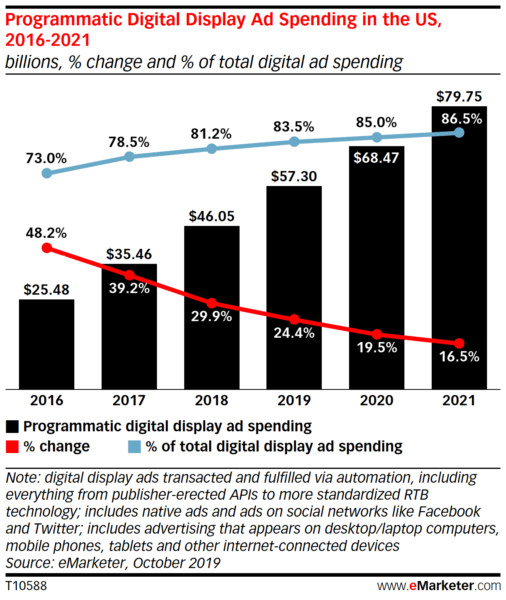 Programmatic Digital Display Ad Spending in the US,
2016-2021
billions, % change and % of total digital ad spending
$79.75
86.5%
85.0%
83.5%
81.2%
78.5%
73.0%
$68.47
$57.30
$46.05
48.2%
$35.46
$25.48
39.2%
29.9%
24.4%
19.5%
16.5%
2016 2017 2018 2019 2020 2021
Programmatic digital display ad spending
% change % of total digital display ad spending
Note: digital display ads transacted and fulfilled via automation, including
everything from publisher-erected APIs to more standardized RTB
technology; includes native ads and ads on social networks like Facebook
and Twitter; includes advertising that appears on desktop/laptop computers,
mobile phones, tablets and other internet-connected devices
Source: eMarketer, October 2019
T10588 www.eMarketer.com